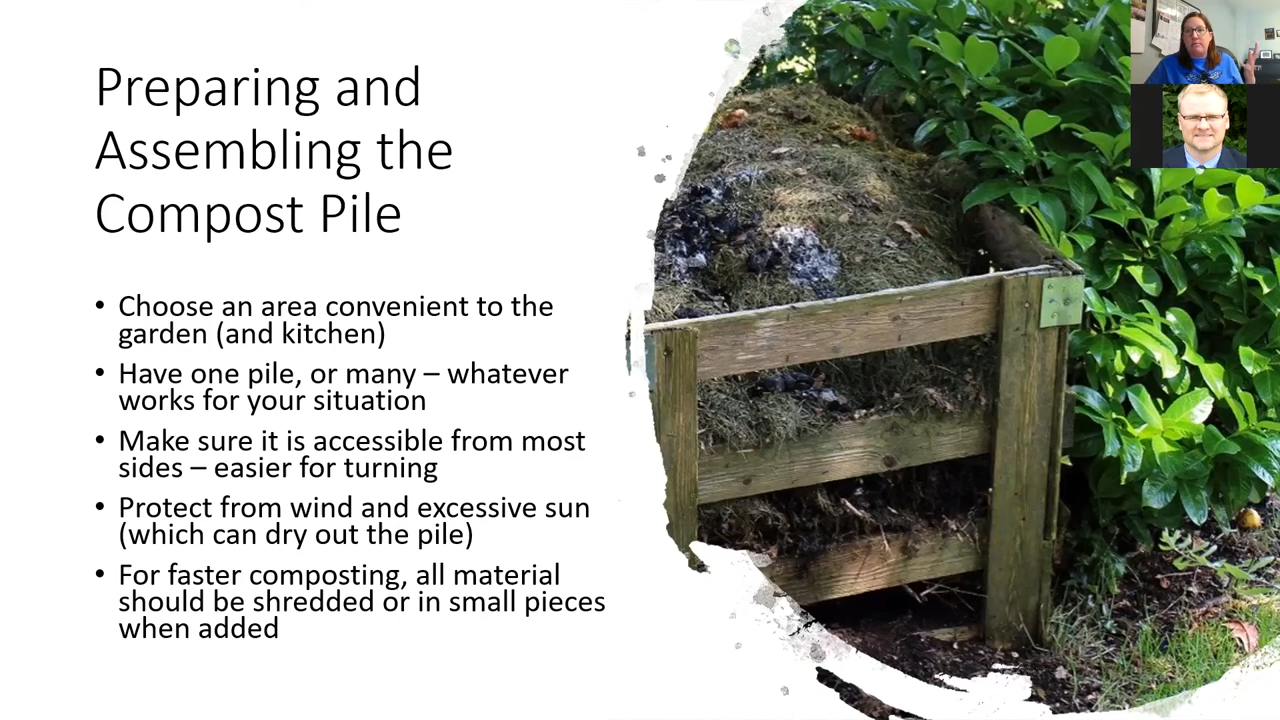 Preparing and
Assembling the
Compost Pile
• Choose an area convenient to the
garden (and kitchen)
• Have one pile, or many – whatever
works for your situation
• Make sure it is accessible from most
sides – easier for turning
• Protect from wind and excessive sun
(which can dry out the pile)
• For faster composting, all material
should be shredded or in small pieces
when added